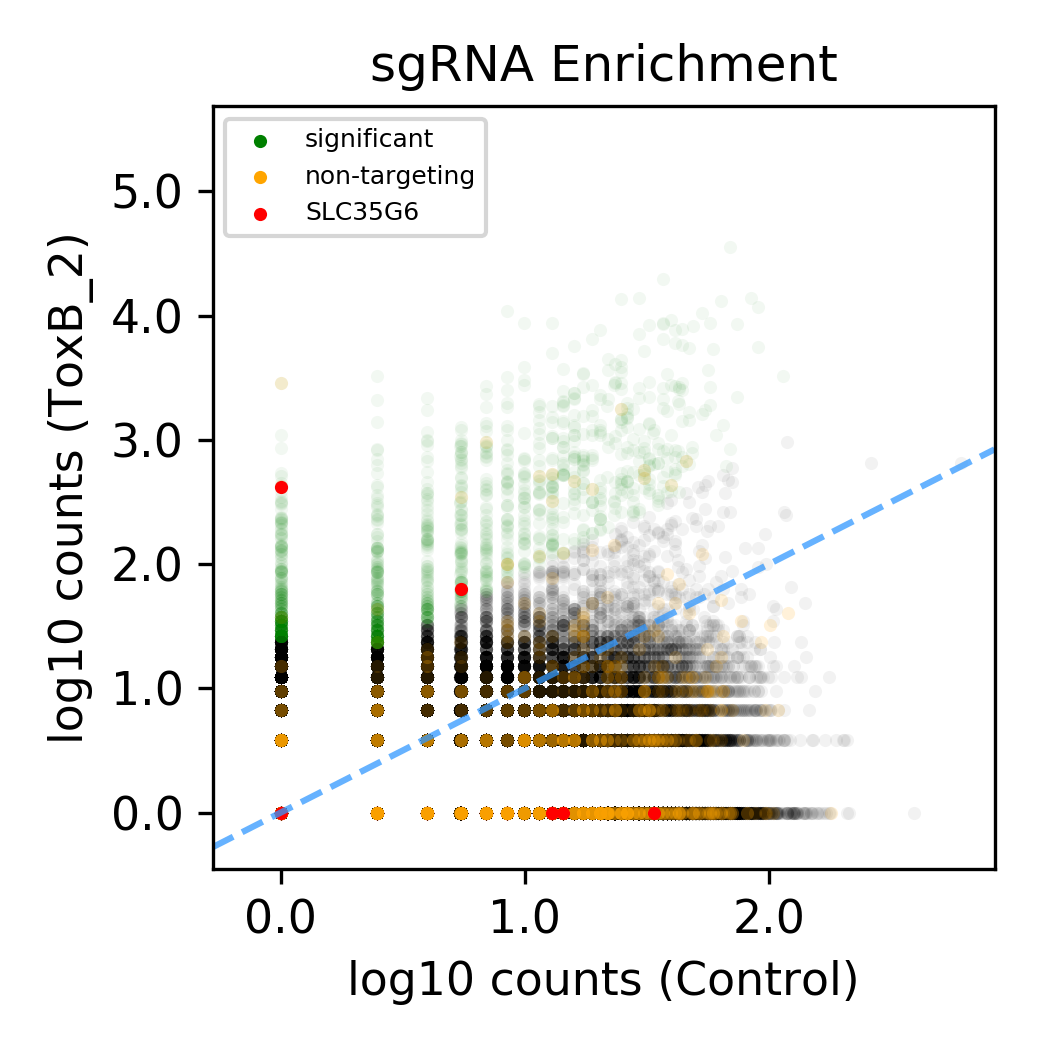 sgRNA Enrichment
significant
non-targeting
SLC35G6
log10 counts (ToxB_2)
5.0
4.0
3.0
2.0
1.0
0.0
0.0 1.0 2.0
log10 counts (Control)